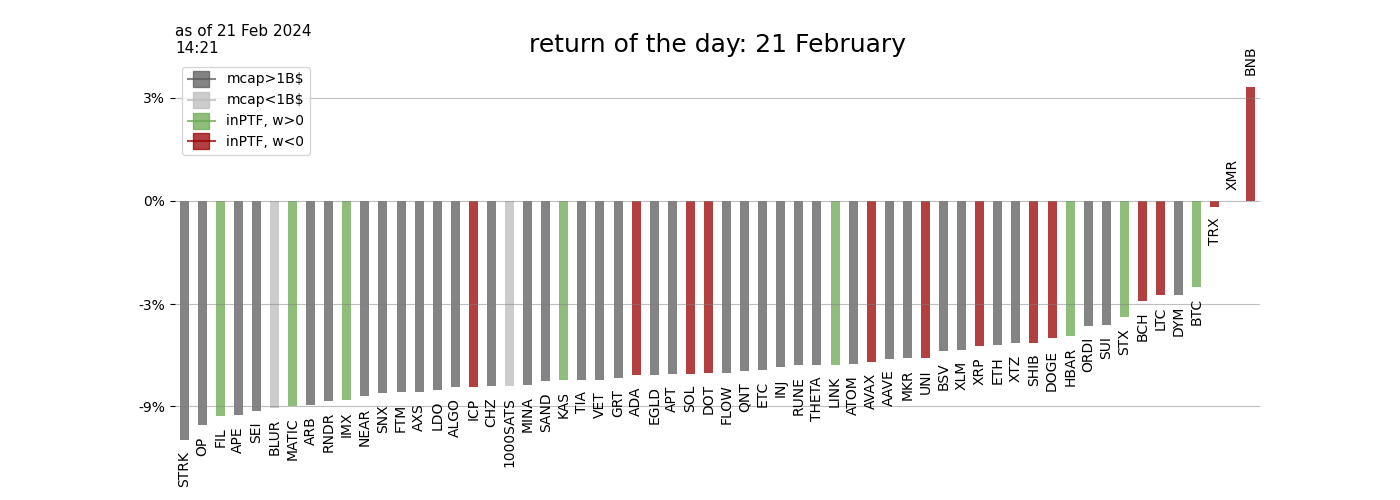 as of 21 Feb 2024
14:21
return of the day: 21 February
mcap>1B$
mcap<1B$
inPTF, w>0
inPTF, w<0
3%
0%
-3%
-9%
STRK
OP
FIL
APE
SEI
BLUR
MATIC
ARB
RNDR
IMX
NEAR
SNX
FTM
AXS
LDO
ALGO
ICP
CHZ
1000SATS
MINA
SAND
KAS
TIA
VET
GRT
ADA
EGLD
APT
SOL
DOT
FLOW
QNT
ETC
INJ
RUNE
THETA
LINK
ATOM
AVAX
AAVE
MKR
UNI
BSV
XLM
XRP
ETH
XTZ
SHIB
DOGE
HBAR
ORDI
SUI
STX
BCH
LTC
DYM
BTC
TRX
XMR
BNB